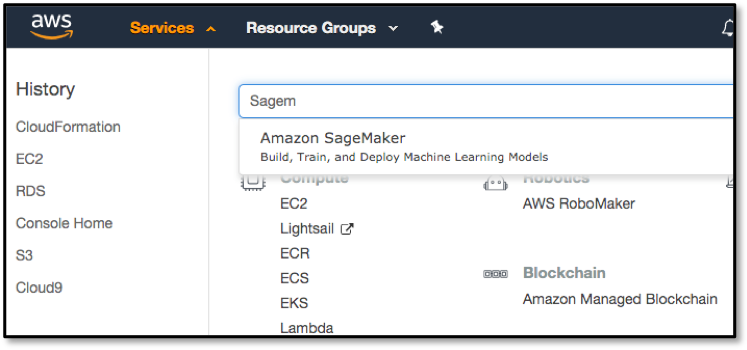 aws
Services
Resource Groups
History
CloudFormation
EC2
RDS
Console Home
S3
Cloud9
Sagem
Amazon SageMaker
Build, Train, and Deploy Machine Learning Models
Compute
EC2
Lightsail
ECR
ECS
EKS
Lambda
Robotics
AWS RoboMaker
Blockchain
Amazon Managed Blockchain